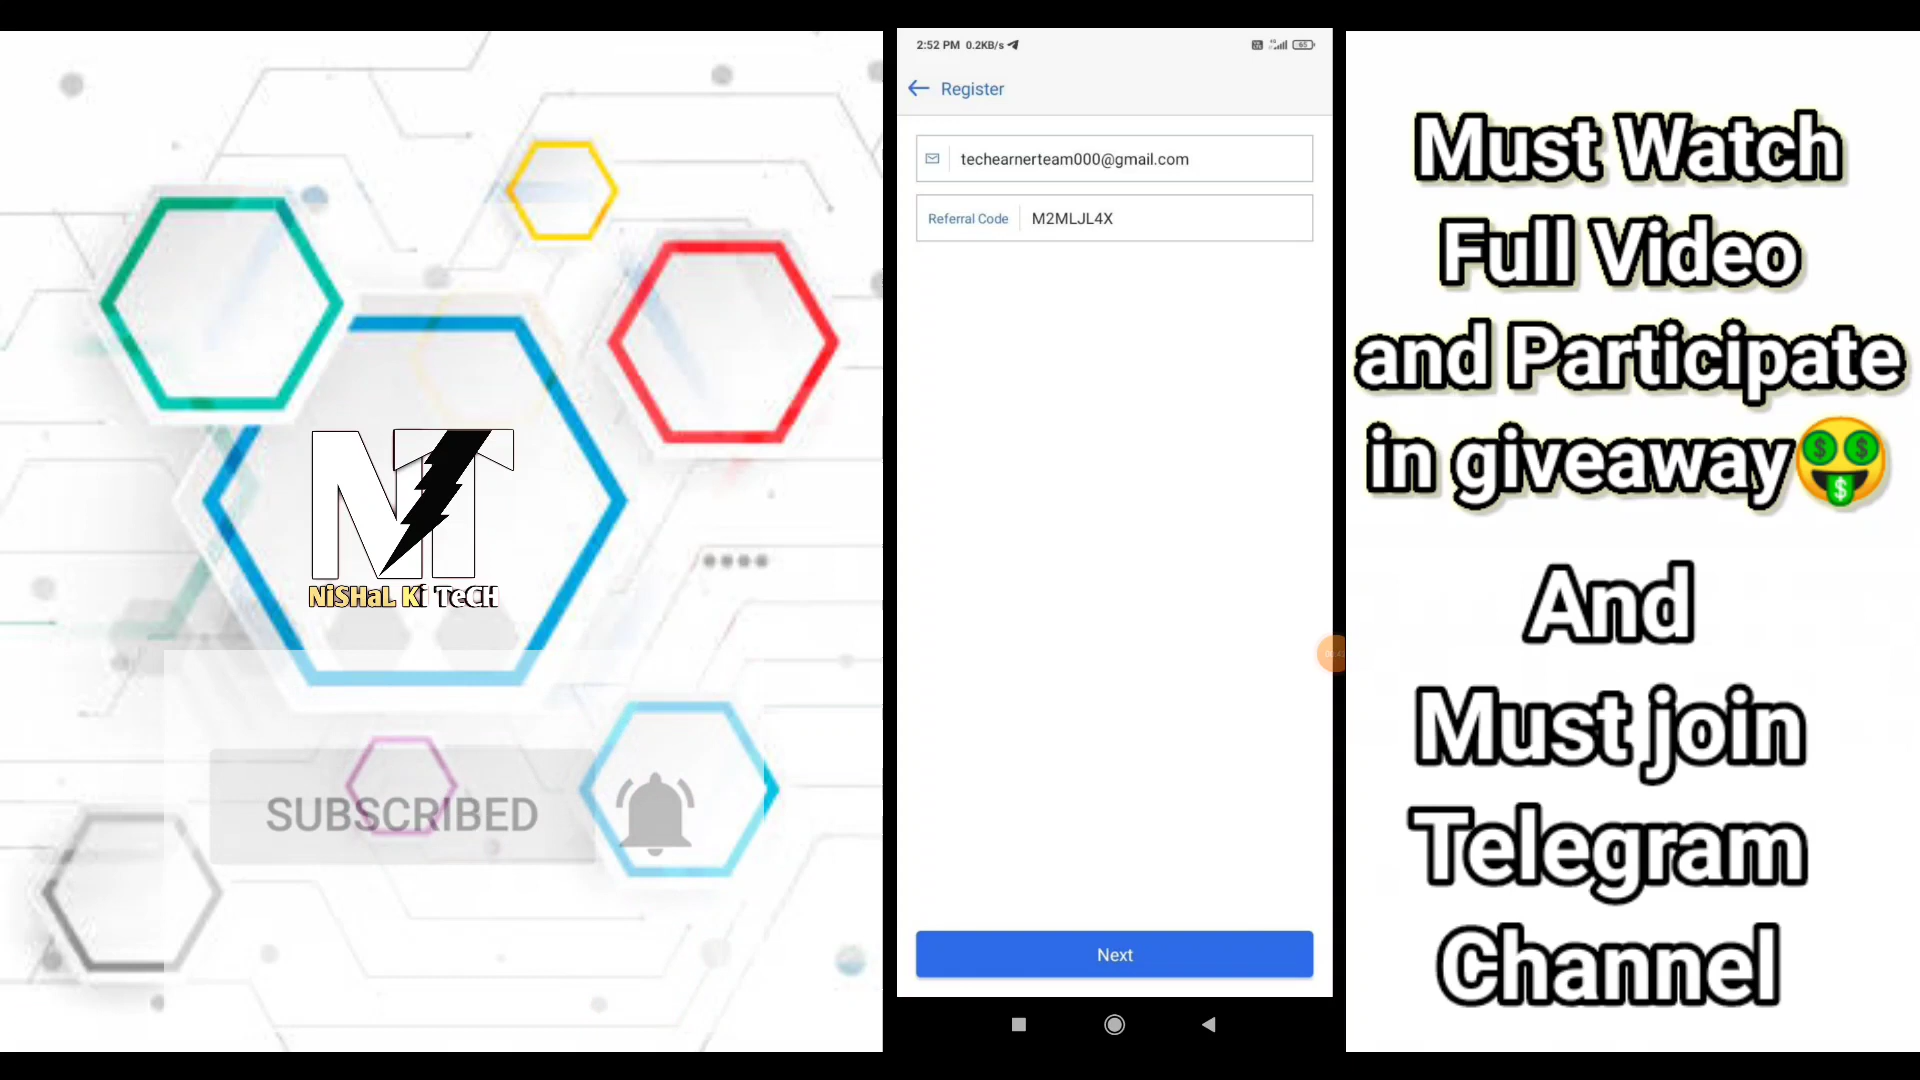 NiSHaL Ki TeCH
SUBSCRIBED
2:52 PM 0.2KB/s
65
Register
techearnerteam000@gmail.com
Referral Code M2MLJL4X
Next
Must Watch
Full Video
and Participate
in giveaway
And
Must join
Telegram
Channel